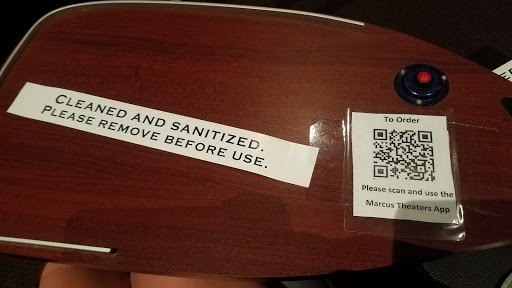 CLEANED AND SANITIZED.
PLEASE REMOVE BEFORE USE.
To Order
Please scan and use the
Marcus Theaters App